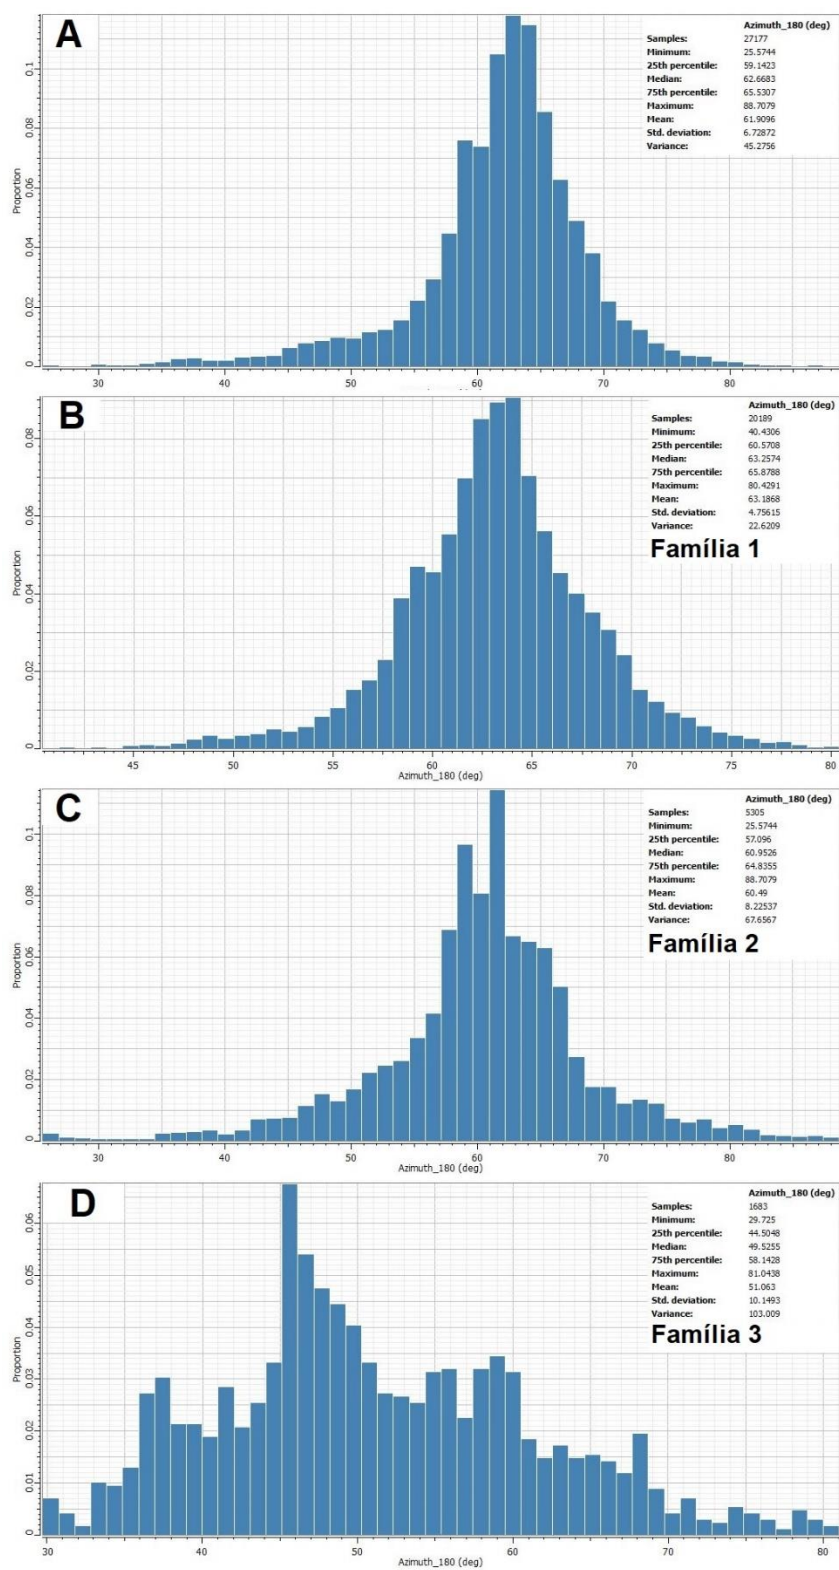 A
Azimuth_180 (deg)
Samples: 27177
Minimum: 25.5744
25th percentile: 59.1423
Median: 62.6683
75th percentile: 65.5307
Maximum: 88.7079
Mean: 61.9096
Std. deviation: 6.72872
Variance: 45.2756
Proportion
0 0.02 0.04 0.06 0.08 0.1
30 40 50 60 70 80
B
Azimuth_180 (deg)
Samples: 20189
Minimum: 40.4306
25th percentile: 60.5708
Median: 63.2574
75th percentile: 65.8788
Maximum: 80.4291
Mean: 63.1868
Std. deviation: 4.75615
Variance: 22.6209
Família 1
Proportion
0 0.02 0.04 0.06 0.08
45 50 55 60 65 70 75 80
Azimuth_180 (deg)
C
Azimuth_180 (deg)
Samples: 5305
Minimum: 25.5744
25th percentile: 57.096
Median: 60.9526
75th percentile: 64.8355
Maximum: 88.7079
Mean: 60.49
Std. deviation: 8.22537
Variance: 67.6567
Família 2
Proportion
0 0.02 0.04 0.06 0.08 0.1
30 40 50 60 70 80
Azimuth_180 (deg)
D
Azimuth_180 (deg)
Samples: 1683
Minimum: 29.725
25th percentile: 44.5048
Median: 49.5255
75th percentile: 58.1428
Maximum: 81.0438
Mean: 51.063
Std. deviation: 10.1493
Variance: 103.009
Família 3
Proportion
0 0.01 0.02 0.03 0.04 0.05 0.06
30 40 50 60 70 80
Azimuth_180 (deg)